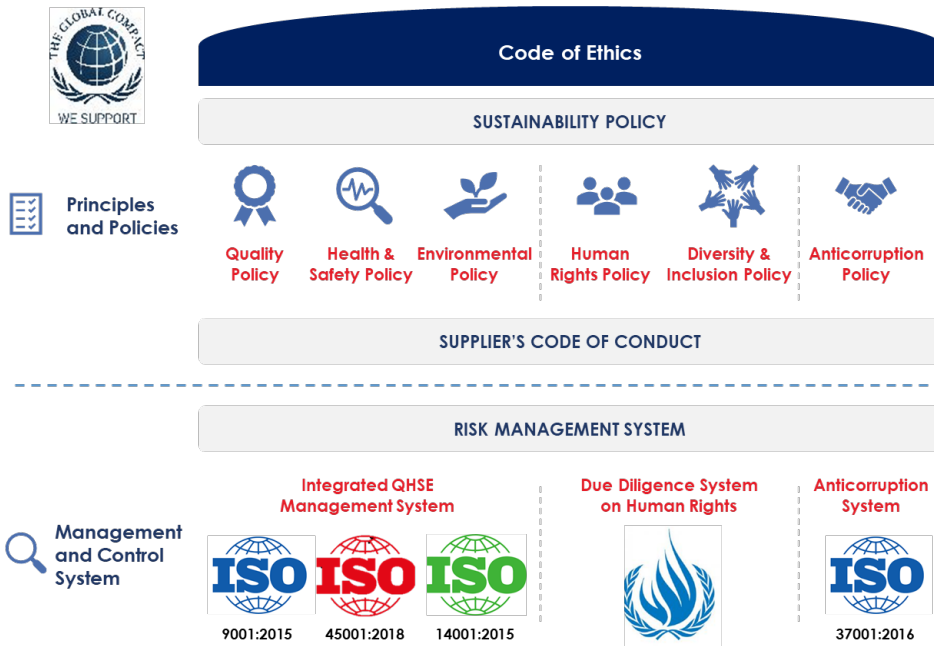 THE GLOBAL COMPACT
WE SUPPORT
Code of Ethics
SUSTAINABILITY POLICY
Principles
and Policies
Quality
Policy
Health &
Safety Policy
Environmental
Policy
Human
Rights Policy
Diversity &
Inclusion Policy
Anticorruption
Policy
SUPPLIER'S CODE OF CONDUCT
RISK MANAGEMENT SYSTEM
Management
and Control
System
Integrated QHSE
Management System
ISO
9001:2015
ISO
45001:2018
ISO
14001:2015
Due Diligence System
on Human Rights
Anticorruption
System
ISO
37001:2016